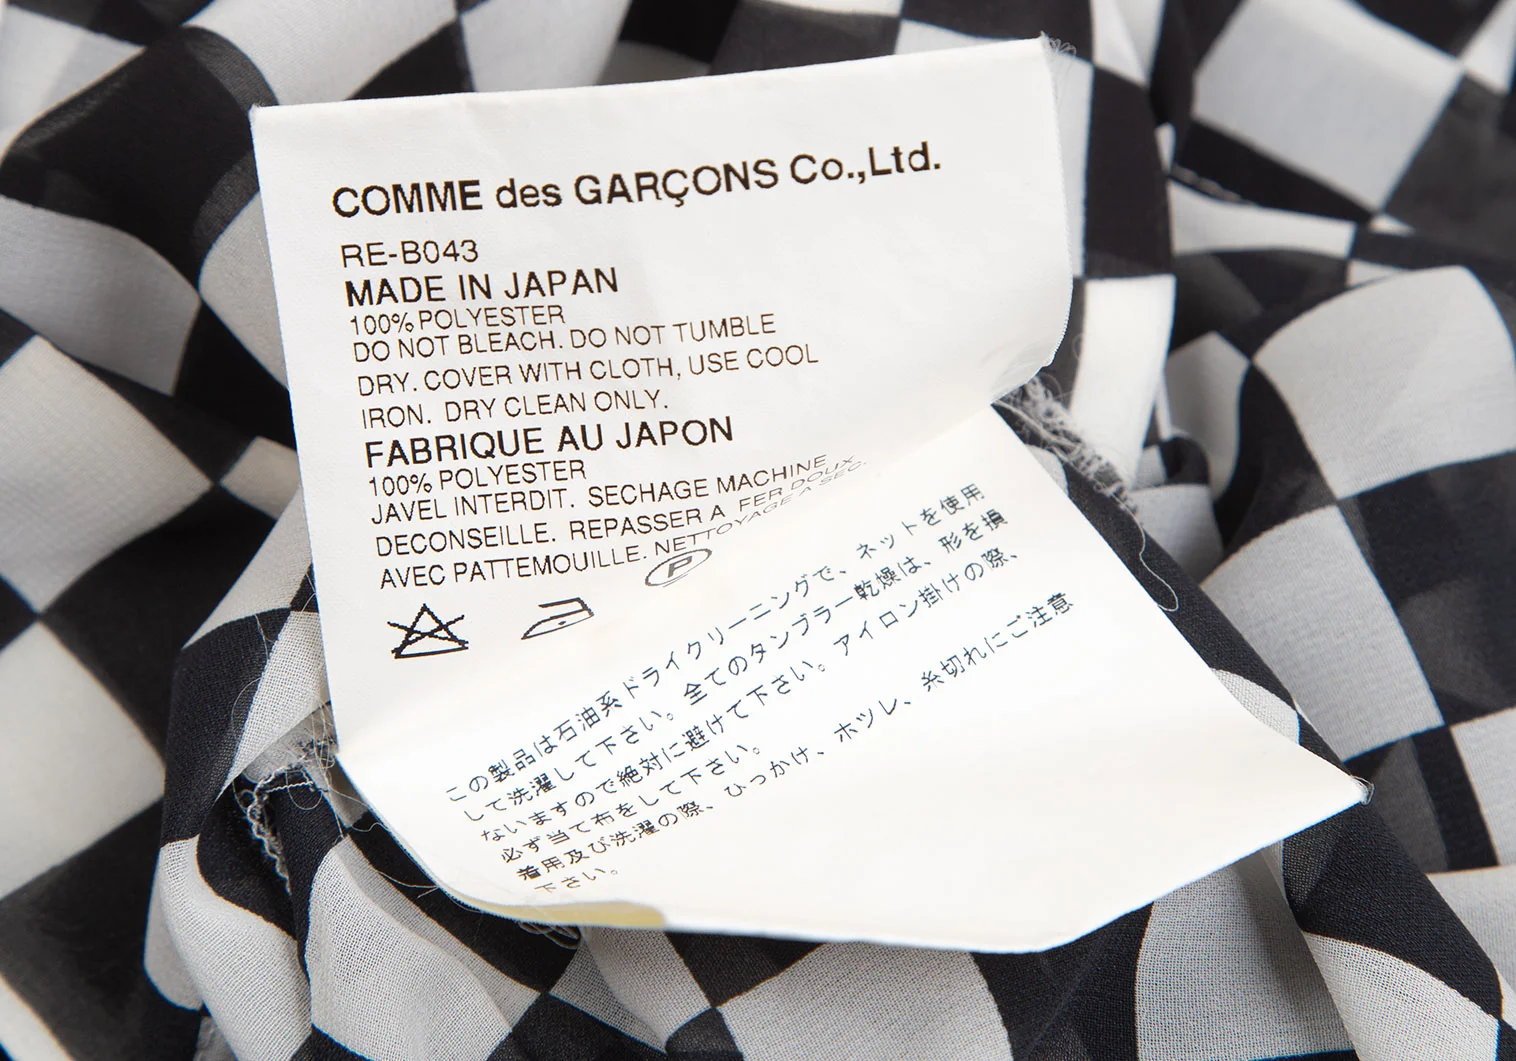 COMME des GARÇONS Co.,Ltd.
RE-B043
MADE IN JAPAN
100% POLYESTER
DO NOT BLEACH. DO NOT TUMBLE
DRY. COVER WITH CLOTH, USE COOL
IRON. DRY CLEAN ONLY.
FABRIQUE AU JAPON
100% POLYESTER
JAVEL INTERDIT. SECHAGE MACHINE
DECONSEILLE. REPASSER A FER DOUX
AVEC PATTEMOUILLE. NETTOYAGE A SEC.
P
この製品は石油系ドライクリーニングで、ネットを使用
して洗濯して下さい。全てのタンブラー乾燥は、形を損
ないますので絶対に避けて下さい。アイロン掛けの際、
必ず当て布をして下さい。
着用及び洗濯の際、ひっかけ、ホツレ、糸切れにご注意
下さい。